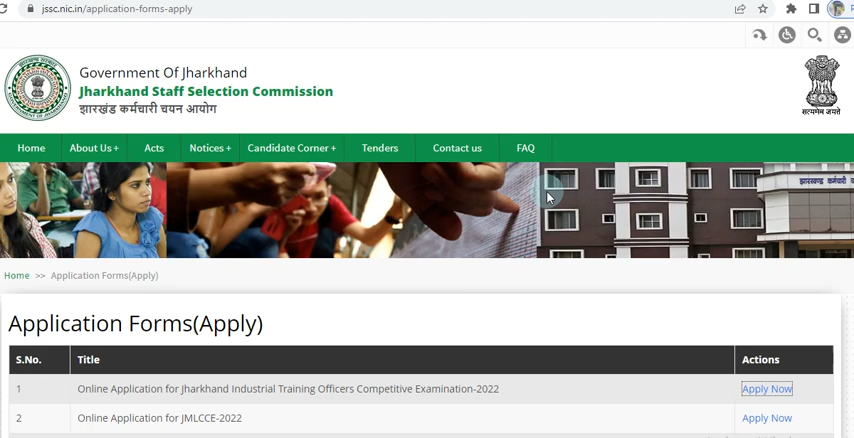 jssc.nic.in/application-forms-apply
Government Of Jharkhand
Jharkhand Staff Selection Commission
झारखंड कर्मचारी चयन आयोग
सत्यमेव जयते
Home About Us + Acts Notices + Candidate Corner + Tenders Contact us FAQ
झारखण्ड कर्मचारी
Home >> Application Forms(Apply)
Application Forms(Apply)
S.No. Title Actions
1 Online Application for Jharkhand Industrial Training Officers Competitive Examination-2022 Apply Now
2 Online Application for JMLCCE-2022 Apply Now